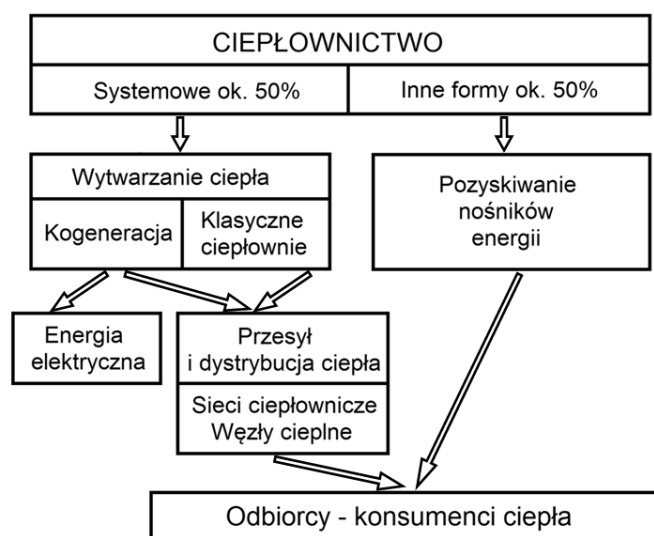 CIEPŁOWNICTWO
Systemowe ok. 50%
Inne formy ok. 50%
Wytwarzanie ciepła
Kogeneracja
Klasyczne
ciepłownie
Pozyskiwanie
nośników
energii
Energia
elektryczna
Przesył
i dystrybucja ciepła
Sieci ciepłownicze
Węzły cieplne
Odbiorcy - konsumenci ciepła